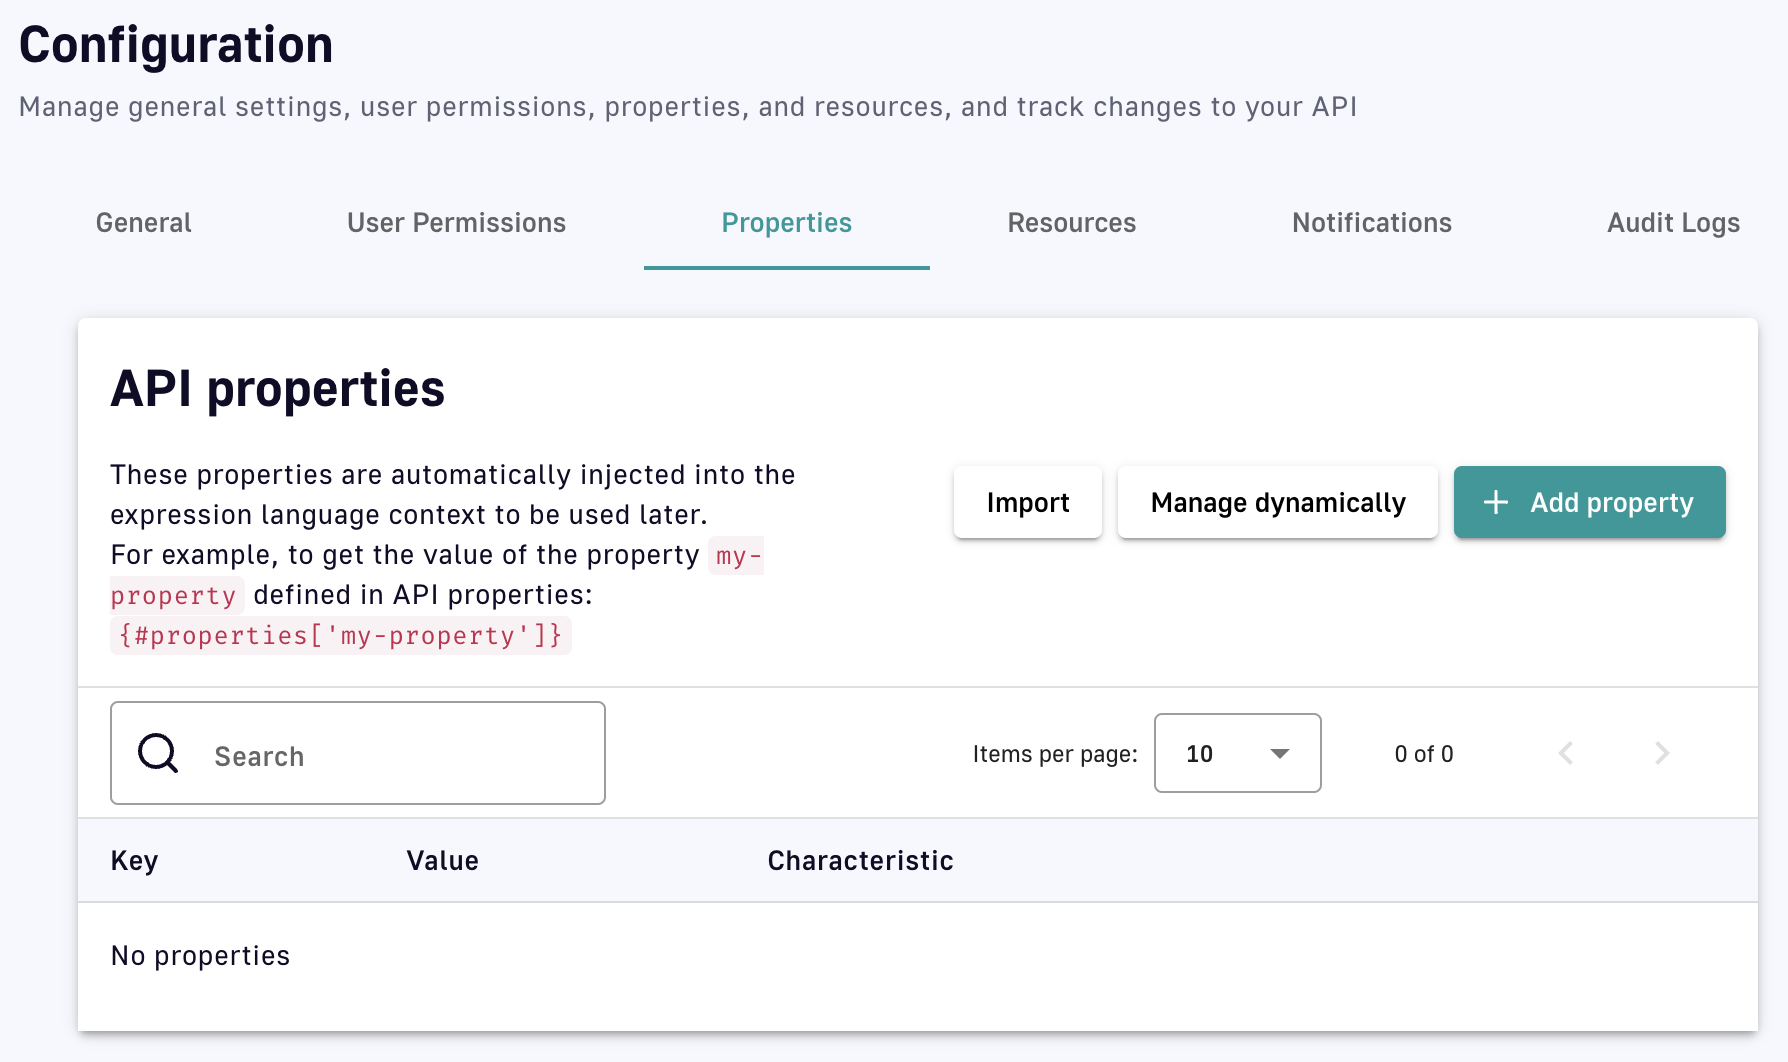 Configuration
Manage general settings, user permissions, properties, and resources, and track changes to your API
General User Permissions Properties Resources Notifications Audit Logs
API properties
These properties are automatically injected into the
expression language context to be used later.
For example, to get the value of the property my-
property defined in API properties:
{#properties['my-property']}
Import Manage dynamically + Add property
Search Items per page: 10 0 of 0
Key Value Characteristic
No properties